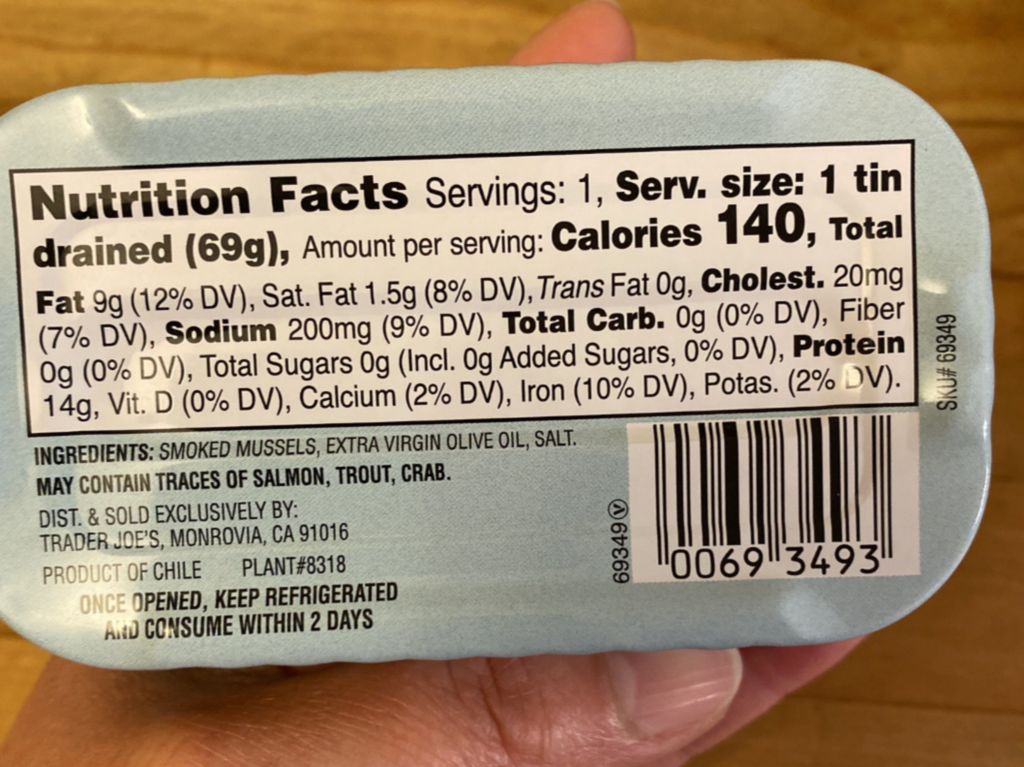 Nutrition Facts Servings: 1, Serv. size: 1 tin
drained (69g), Amount per serving: Calories 140, Total
Fat 9g (12% DV), Sat. Fat 1.5g (8% DV), Trans Fat 0g, Cholest. 20mg
(7% DV), Sodium 200mg (9% DV), Total Carb. 0g (0% DV), Fiber
0g (0% DV), Total Sugars 0g (Incl. 0g Added Sugars, 0% DV), Protein
14g, Vit. D (0% DV), Calcium (2% DV), Iron (10% DV), Potas. (2% DV).
INGREDIENTS: SMOKED MUSSELS, EXTRA VIRGIN OLIVE OIL, SALT.
MAY CONTAIN TRACES OF SALMON, TROUT, CRAB.
DIST. & SOLD EXCLUSIVELY BY:
TRADER JOE'S, MONROVIA, CA 91016
PRODUCT OF CHILE PLANT#8318
ONCE OPENED, KEEP REFRIGERATED
AND CONSUME WITHIN 2 DAYS
69349 Ⓥ
0069 3493
SKU# 69349